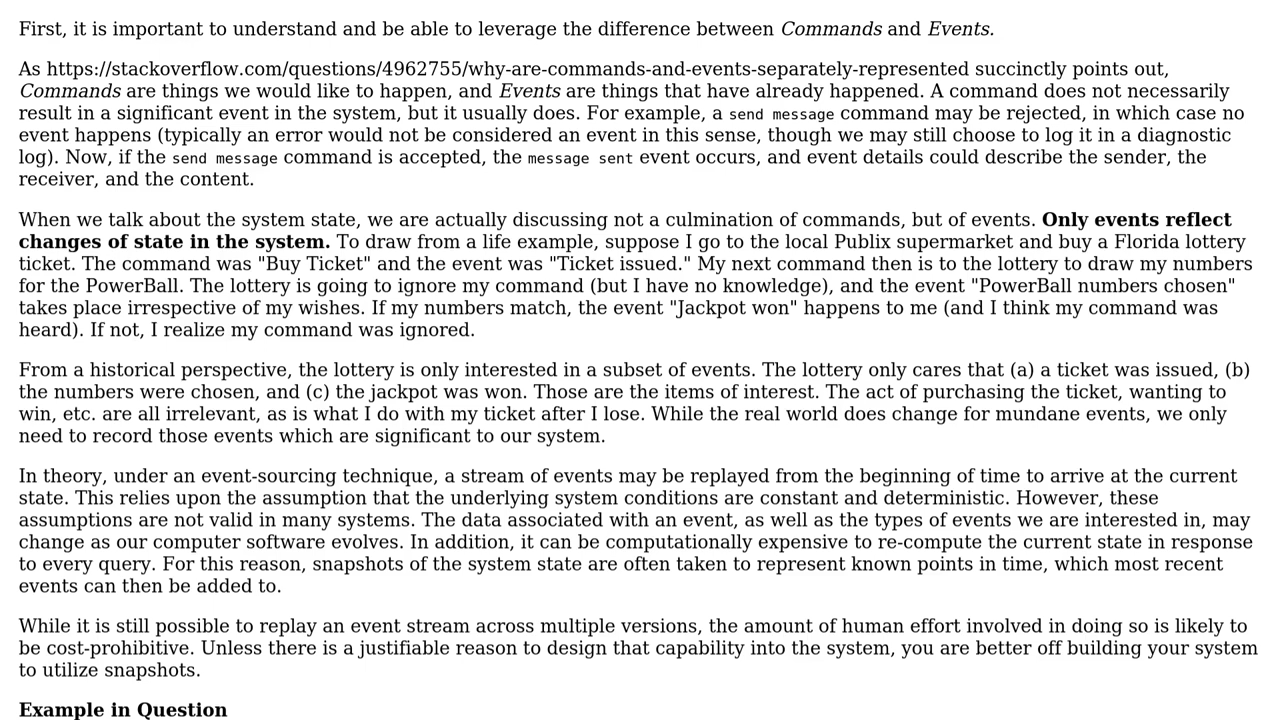 First, it is important to understand and be able to leverage the difference between Commands and Events.
As https://stackoverflow.com/questions/4962755/why-are-commands-and-events-separately-represented succinctly points out,
Commands are things we would like to happen, and Events are things that have already happened. A command does not necessarily
result in a significant event in the system, but it usually does. For example, a send message command may be rejected, in which case no
event happens (typically an error would not be considered an event in this sense, though we may still choose to log it in a diagnostic
log). Now, if the send message command is accepted, the message sent event occurs, and event details could describe the sender, the
receiver, and the content.
When we talk about the system state, we are actually discussing not a culmination of commands, but of events. Only events reflect
changes of state in the system. To draw from a life example, suppose I go to the local Publix supermarket and buy a Florida lottery
ticket. The command was "Buy Ticket" and the event was "Ticket issued." My next command then is to the lottery to draw my numbers
for the PowerBall. The lottery is going to ignore my command (but I have no knowledge), and the event "PowerBall numbers chosen"
takes place irrespective of my wishes. If my numbers match, the event "Jackpot won" happens to me (and I think my command was
heard). If not, I realize my command was ignored.
From a historical perspective, the lottery is only interested in a subset of events. The lottery only cares that (a) a ticket was issued, (b)
the numbers were chosen, and (c) the jackpot was won. Those are the items of interest. The act of purchasing the ticket, wanting to
win, etc. are all irrelevant, as is what I do with my ticket after I lose. While the real world does change for mundane events, we only
need to record those events which are significant to our system.
In theory, under an event-sourcing technique, a stream of events may be replayed from the beginning of time to arrive at the current
state. This relies upon the assumption that the underlying system conditions are constant and deterministic. However, these
assumptions are not valid in many systems. The data associated with an event, as well as the types of events we are interested in, may
change as our computer software evolves. In addition, it can be computationally expensive to re-compute the current state in response
to every query. For this reason, snapshots of the system state are often taken to represent known points in time, which most recent
events can then be added to.
While it is still possible to replay an event stream across multiple versions, the amount of human effort involved in doing so is likely to
be cost-prohibitive. Unless there is a justifiable reason to design that capability into the system, you are better off building your system
to utilize snapshots.
Example in Question